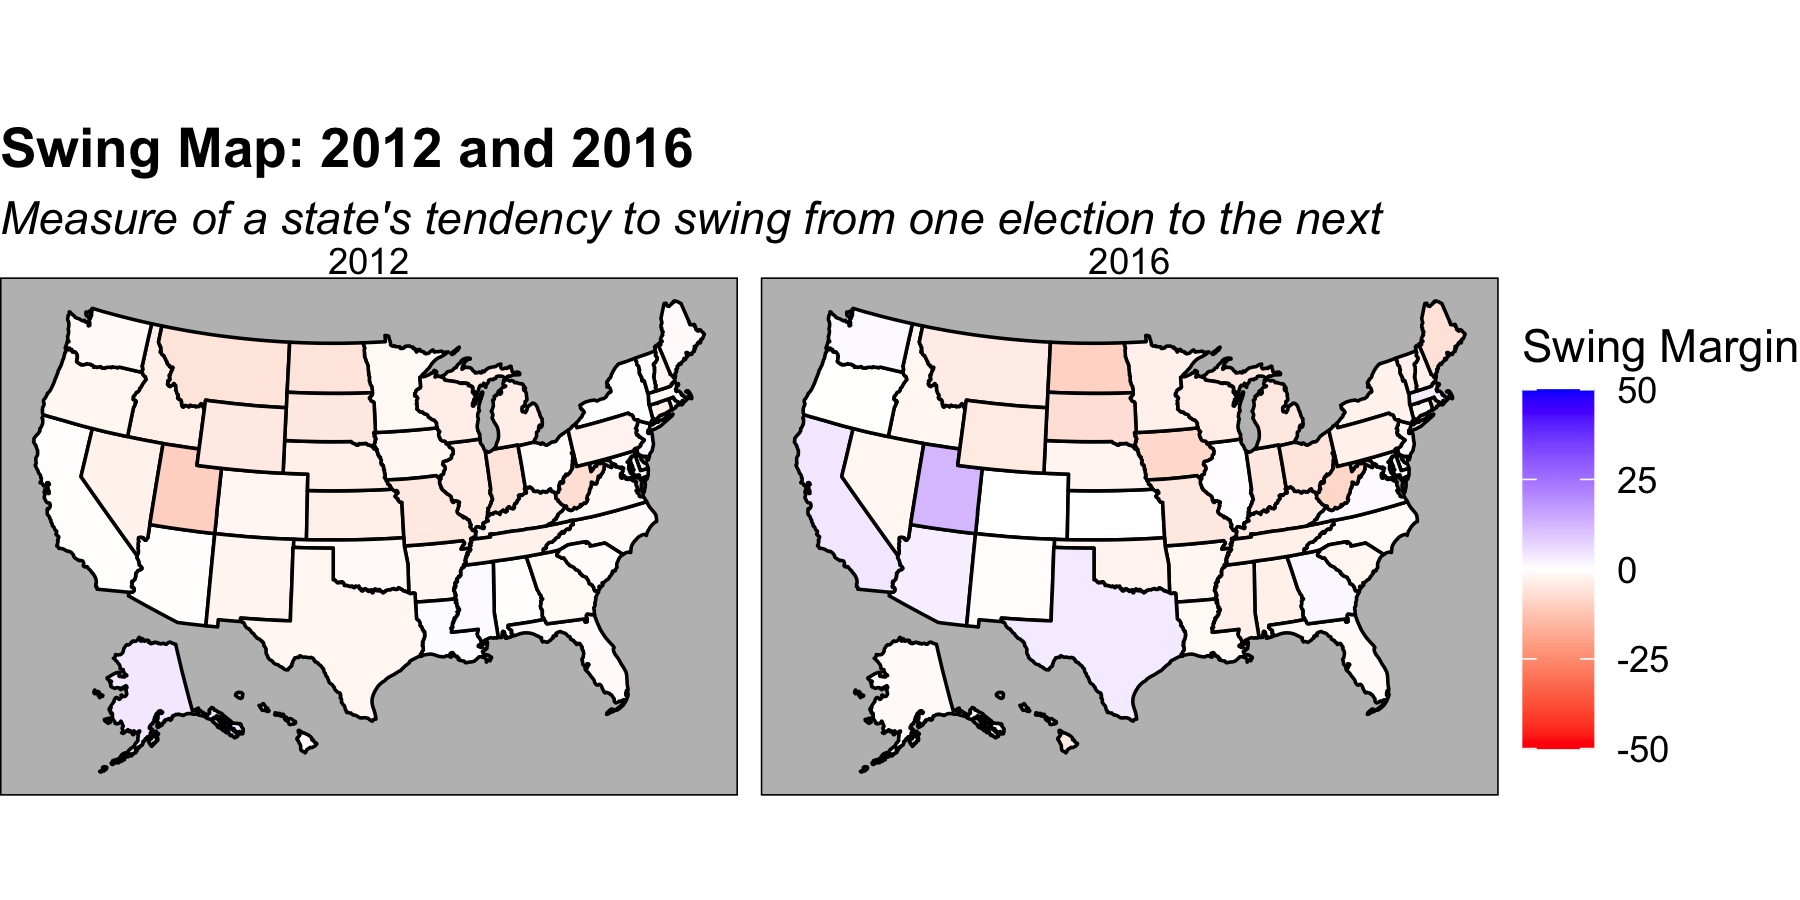 Swing Map: 2012 and 2016
Measure of a state's tendency to swing from one election to the next
2012
2016
Swing Margin
50
25
0
-25
-50